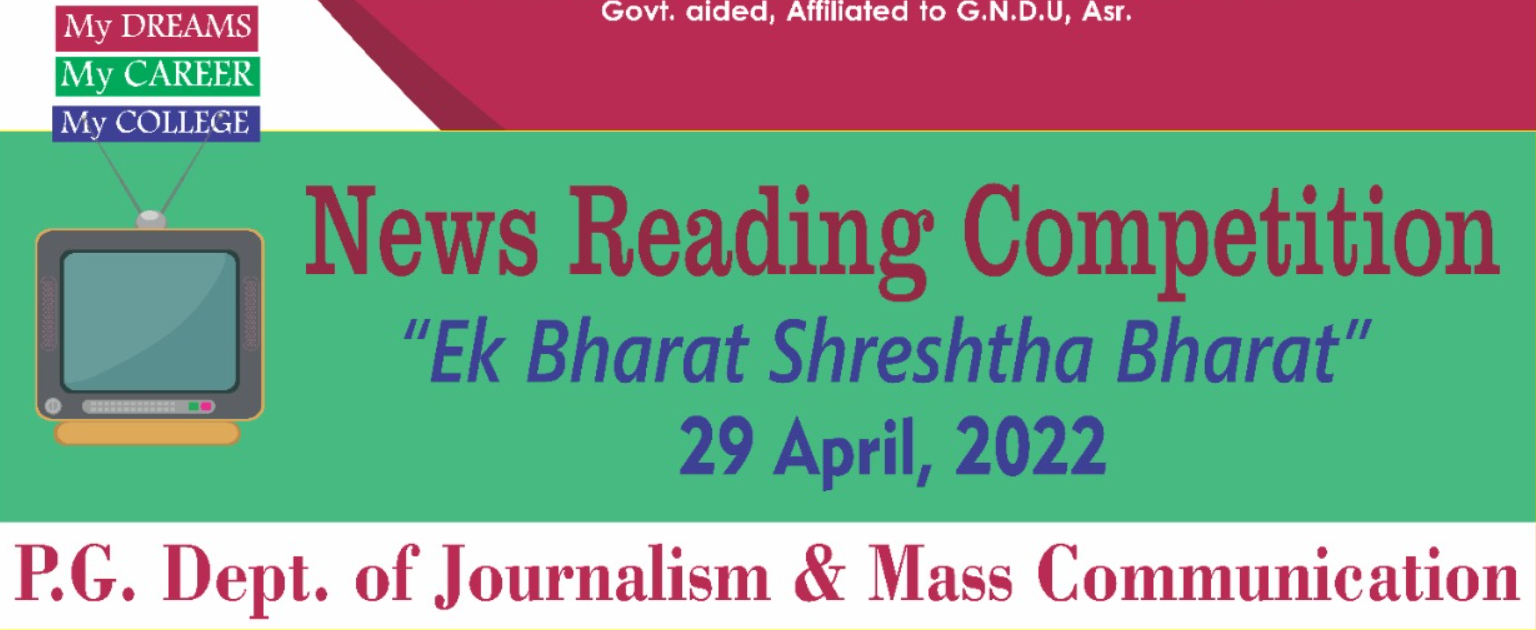 Govt. aided, Affiliated to G.N.D.U, Asr.
My DREAMS
My CAREER
My COLLEGE
News Reading Competition
“Ek Bharat Shreshtha Bharat”
29 April, 2022
P.G. Dept. of Journalism & Mass Communication